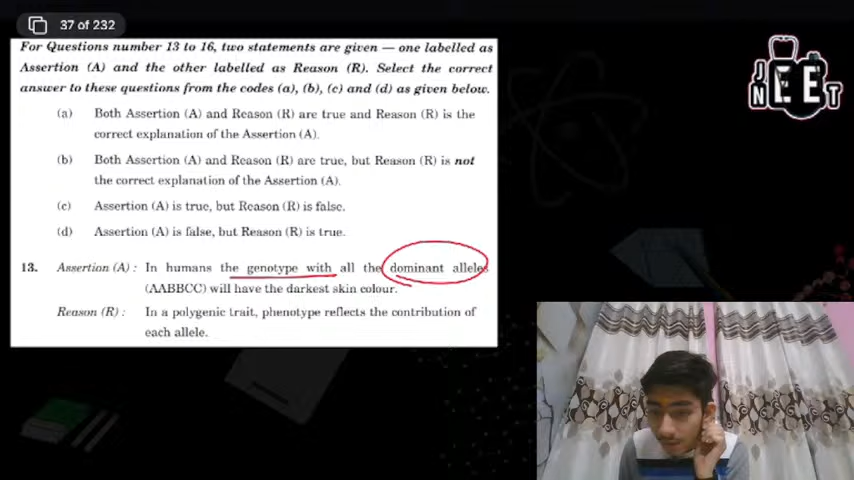 37 of 232
For Questions number 13 to 16, two statements are given — one labelled as
Assertion (A) and the other labelled as Reason (R). Select the correct
answer to these questions from the codes (a), (b), (c) and (d) as given below.
(a) Both Assertion (A) and Reason (R) are true and Reason (R) is the
correct explanation of the Assertion (A).
(b) Both Assertion (A) and Reason (R) are true, but Reason (R) is not
the correct explanation of the Assertion (A).
(c) Assertion (A) is true, but Reason (R) is false.
(d) Assertion (A) is false, but Reason (R) is true.
13. Assertion (A) : In humans the genotype with all the dominant alleles
(AABBCC) will have the darkest skin colour.
Reason (R) : In a polygenic trait, phenotype reflects the contribution of
each allele.
J
NEET